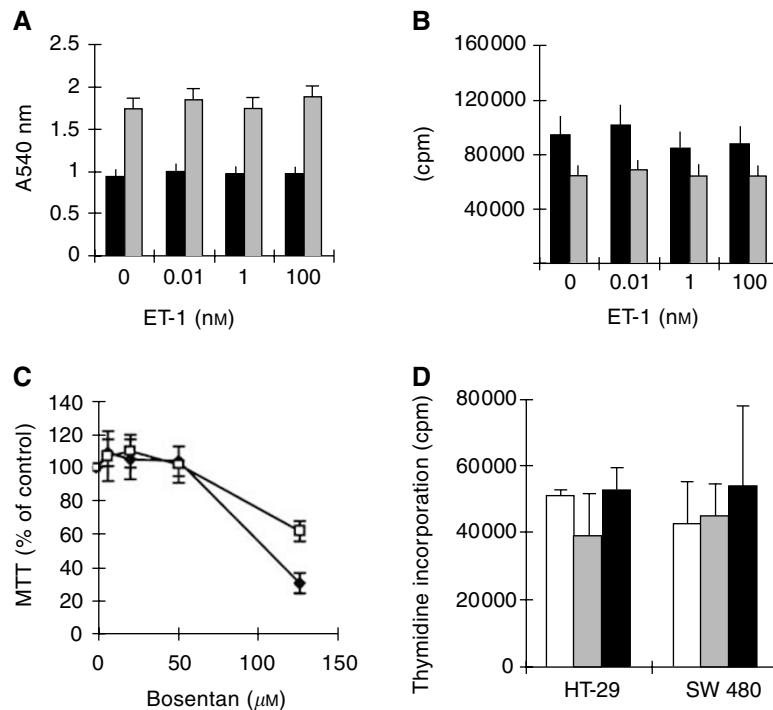 A
2.5
2
1.5
1
0.5
0
A540 nm
0 0.01 1 100
ET-1 (nM)
B
160000
120000
80000
40000
(cpm)
0 0.01 1 100
ET-1 (nM)
C
140
120
100
80
60
40
20
0
MTT (% of control)
0 50 100 150
Bosentan (μM)
D
80000
60000
40000
20000
0
Thymidine incorporation (cpm)
HT-29 SW 480